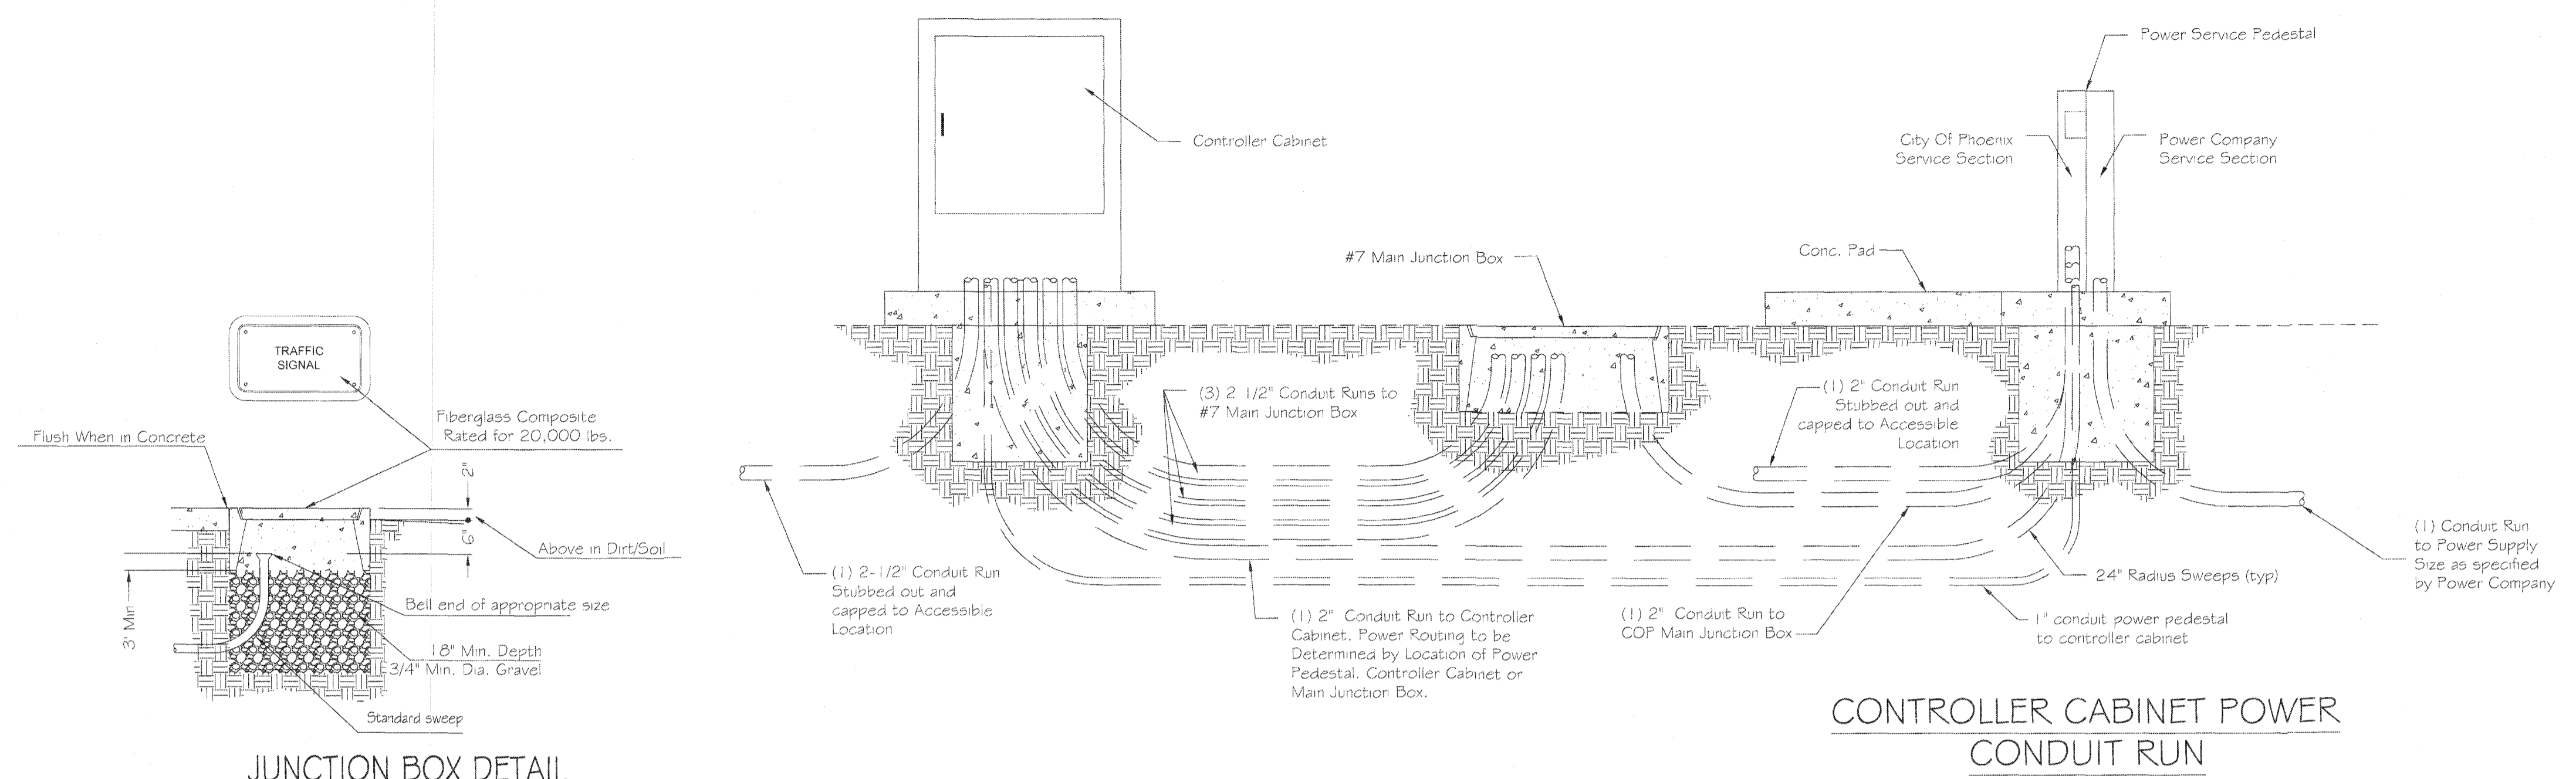 TRAFFIC
SIGNAL
Flush When in Concrete
Fiberglass Composite
Rated for 20,000 lbs.
2"
6"
Above in Dirt/Soil
3' Min
Bell end of appropriate size
18" Min. Depth
3/4" Min. Dia. Gravel
Standard sweep
JUNCTION BOX DETAIL
Controller Cabinet
#7 Main Junction Box
(3) 2 1/2" Conduit Runs to
#7 Main Junction Box
(1) 2-1/2" Conduit Run
Stubbed out and
capped to Accessible
Location
(1) 2" Conduit Run to Controller
Cabinet. Power Routing to be
Determined by Location of Power
Pedestal, Controller Cabinet or
Main Junction Box.
Power Service Pedestal
City Of Phoenix
Service Section
Power Company
Service Section
Conc. Pad
(1) 2" Conduit Run
Stubbed out and
capped to Accessible
Location
(1) 2" Conduit Run to
COP Main Junction Box
24" Radius Sweeps (typ)
1" conduit power pedestal
to controller cabinet
(1) Conduit Run
to Power Supply
Size as specified
by Power Company
CONTROLLER CABINET POWER
CONDUIT RUN